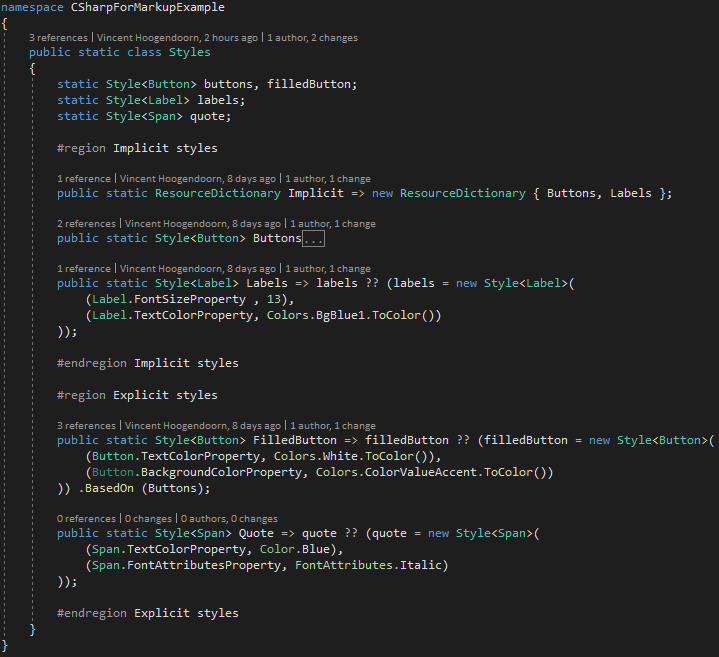 namespace CSharpForMarkupExample
{
3 references | Vincent Hoogendoorn, 2 hours ago | 1 author, 2 changes
public static class Styles
{
static Style<Button> buttons, filledButton;
static Style<Label> labels;
static Style<Span> quote;
#region Implicit styles
1 reference | Vincent Hoogendoorn, 8 days ago | 1 author, 1 change
public static ResourceDictionary Implicit => new ResourceDictionary { Buttons, Labels };
2 references | Vincent Hoogendoorn, 8 days ago | 1 author, 1 change
public static Style<Button> Buttons...
1 reference | Vincent Hoogendoorn, 8 days ago | 1 author, 1 change
public static Style<Label> Labels => labels ?? (labels = new Style<Label>(
(Label.FontSizeProperty , 13),
(Label.TextColorProperty, Colors.BgBlue1.ToColor())
));
#endregion Implicit styles
#region Explicit styles
3 references | Vincent Hoogendoorn, 8 days ago | 1 author, 1 change
public static Style<Button> FilledButton => filledButton ?? (filledButton = new Style<Button>(
(Button.TextColorProperty, Colors.White.ToColor()),
(Button.BackgroundColorProperty, Colors.ColorValueAccent.ToColor())
)) .BasedOn (Buttons);
0 references | 0 changes | 0 authors, 0 changes
public static Style<Span> Quote => quote ?? (quote = new Style<Span>(
(Span.TextColorProperty, Color.Blue),
(Span.FontAttributesProperty, FontAttributes.Italic)
));
#endregion Explicit styles
}
}